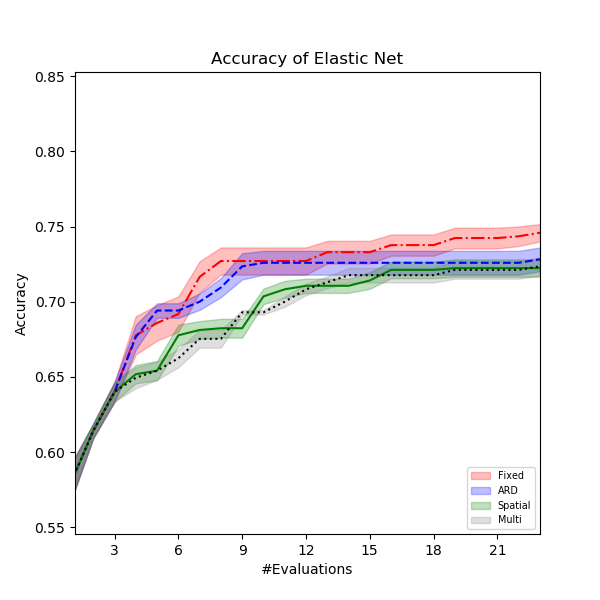 Accuracy of Elastic Net
0.85
0.80
0.75
0.70
0.65
0.60
0.55
Accuracy
3 6 9 12 15 18 21
#Evaluations
Fixed
ARD
Spatial
Multi